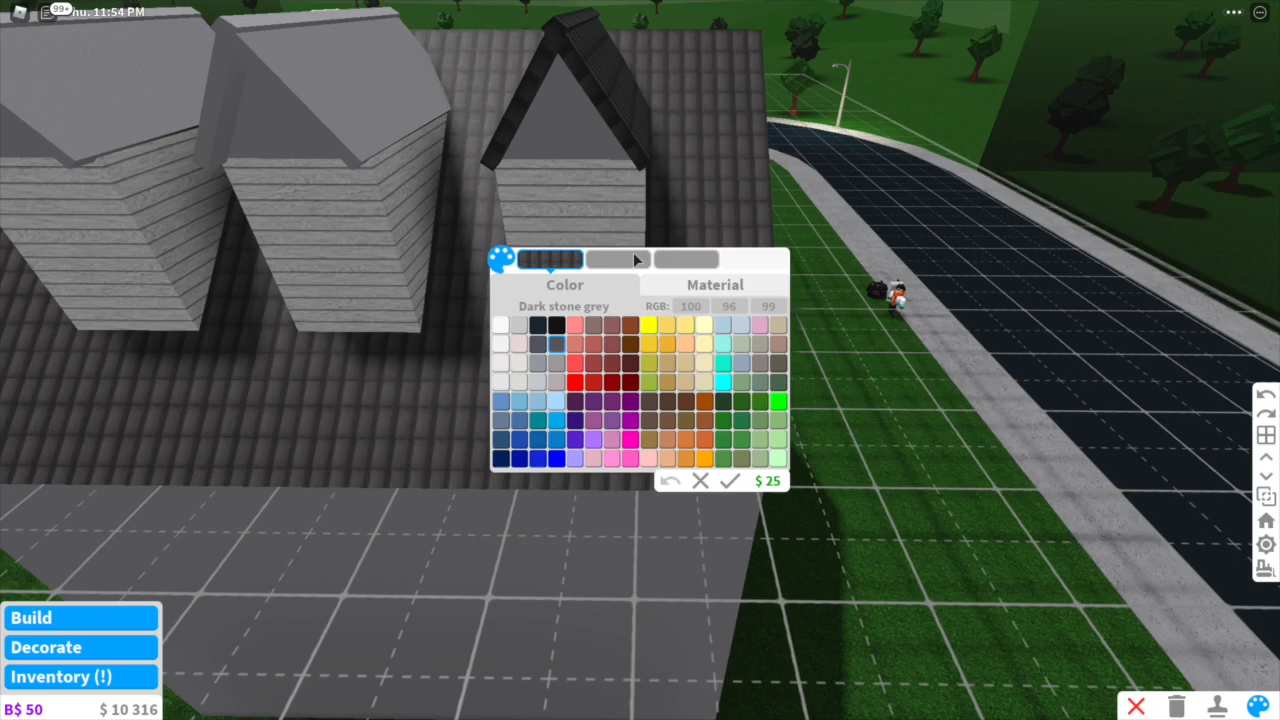 99+
hu. 11:54 PM
Color
Material
Dark stone grey
RGB: 100 96 99
$ 25
Build
Decorate
Inventory (!)
B$ 50
$ 10 316